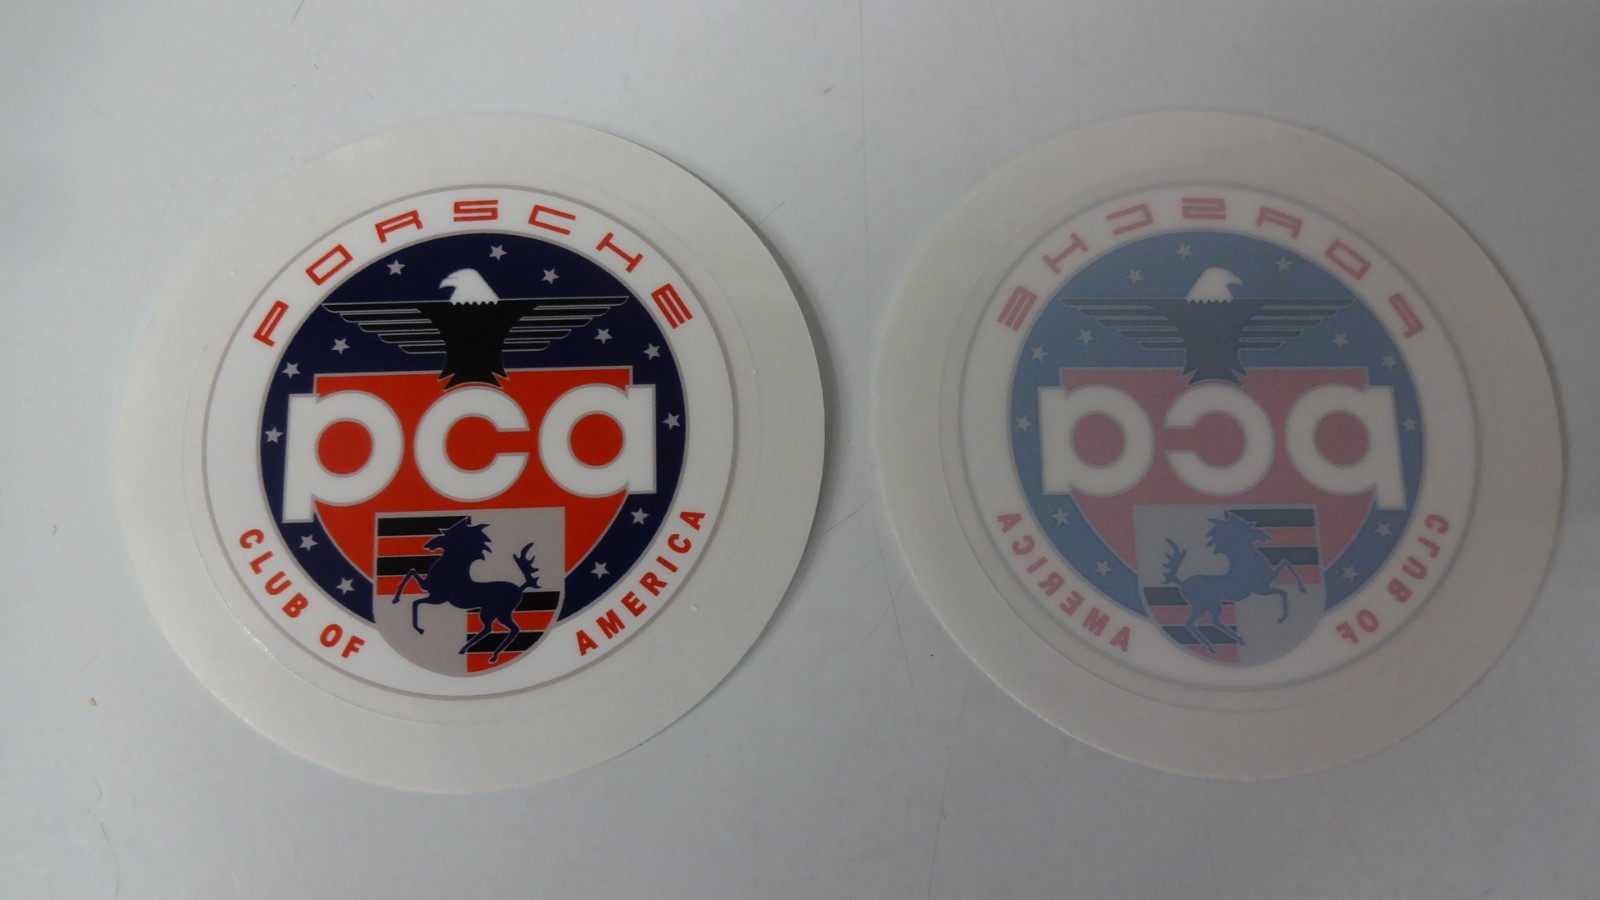 PORSCHE
pca
CLUB OF AMERICA
PORSCHE
pca
CLUB OF AMERICA